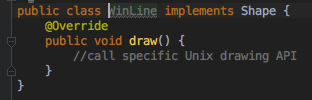 public class WinLine implements Shape {
@Override
public void draw() {
//call specific Unix drawing API
}
}